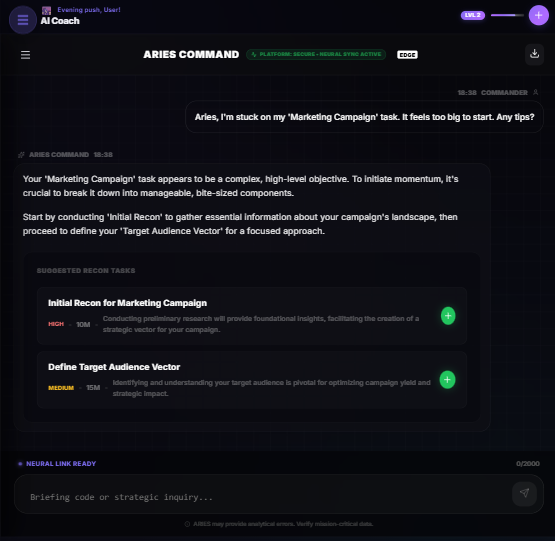 Evening push, User!
AI Coach
LVL 3
ARIES COMMAND
PLATFORM: SECURE • NEURAL SYNC ACTIVE
EDGE
18:38 COMMANDER
Aries, I'm stuck on my 'Marketing Campaign' task. It feels too big to start. Any tips?
ARIES COMMAND 18:38
Your 'Marketing Campaign' task appears to be a complex, high-level objective. To initiate momentum, it's
crucial to break it down into manageable, bite-sized components.
Start by conducting 'Initial Recon' to gather essential information about your campaign's landscape, then
proceed to define your 'Target Audience Vector' for a focused approach.
SUGGESTED RECON TASKS
Initial Recon for Marketing Campaign
HIGH • 10M • Conducting preliminary research will provide foundational insights, facilitating the creation of a
strategic vector for your campaign.
Define Target Audience Vector
MEDIUM • 15M • Identifying and understanding your target audience is pivotal for optimizing campaign yield and
strategic impact.
NEURAL LINK READY
0/2000
Briefing code or strategic inquiry...
ARIES may provide analytical errors. Verify mission-critical data.